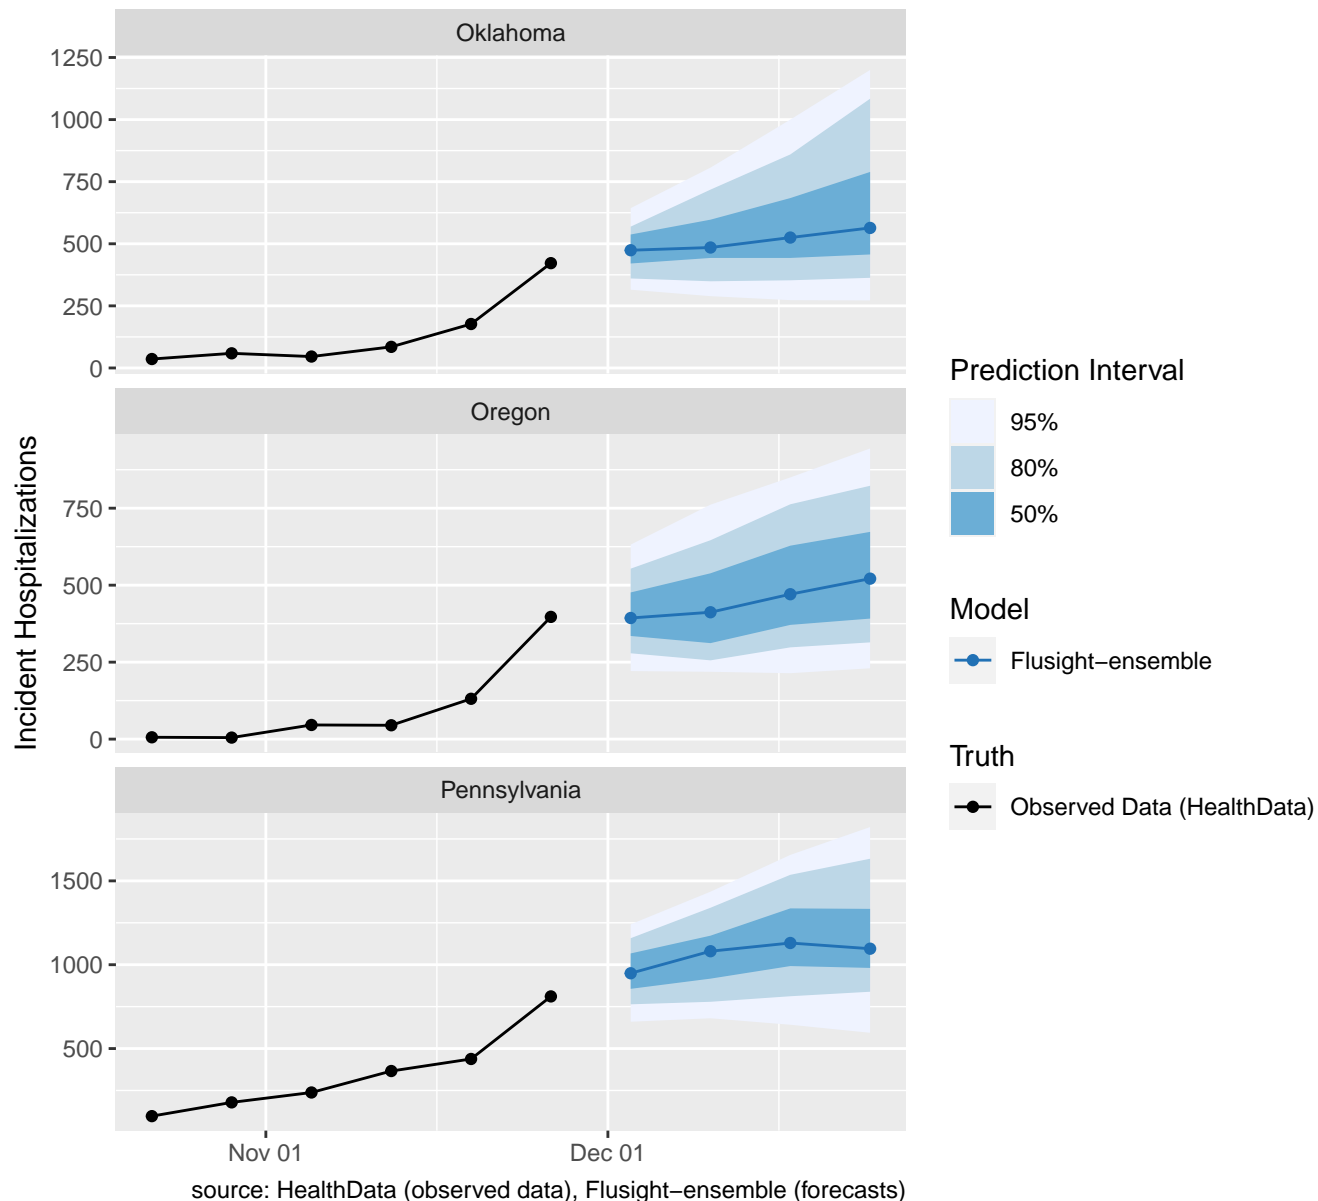 Oklahoma
1250
1000
750
500
250
0
Oregon
750
500
250
0
Pennsylvania
1500
1000
500
Nov 01
Dec 01
Incident Hospitalizations
source: HealthData (observed data), Flusight−ensemble (forecasts)
Prediction Interval
95%
80%
50%
Model
Flusight−ensemble
Truth
Observed Data (HealthData)